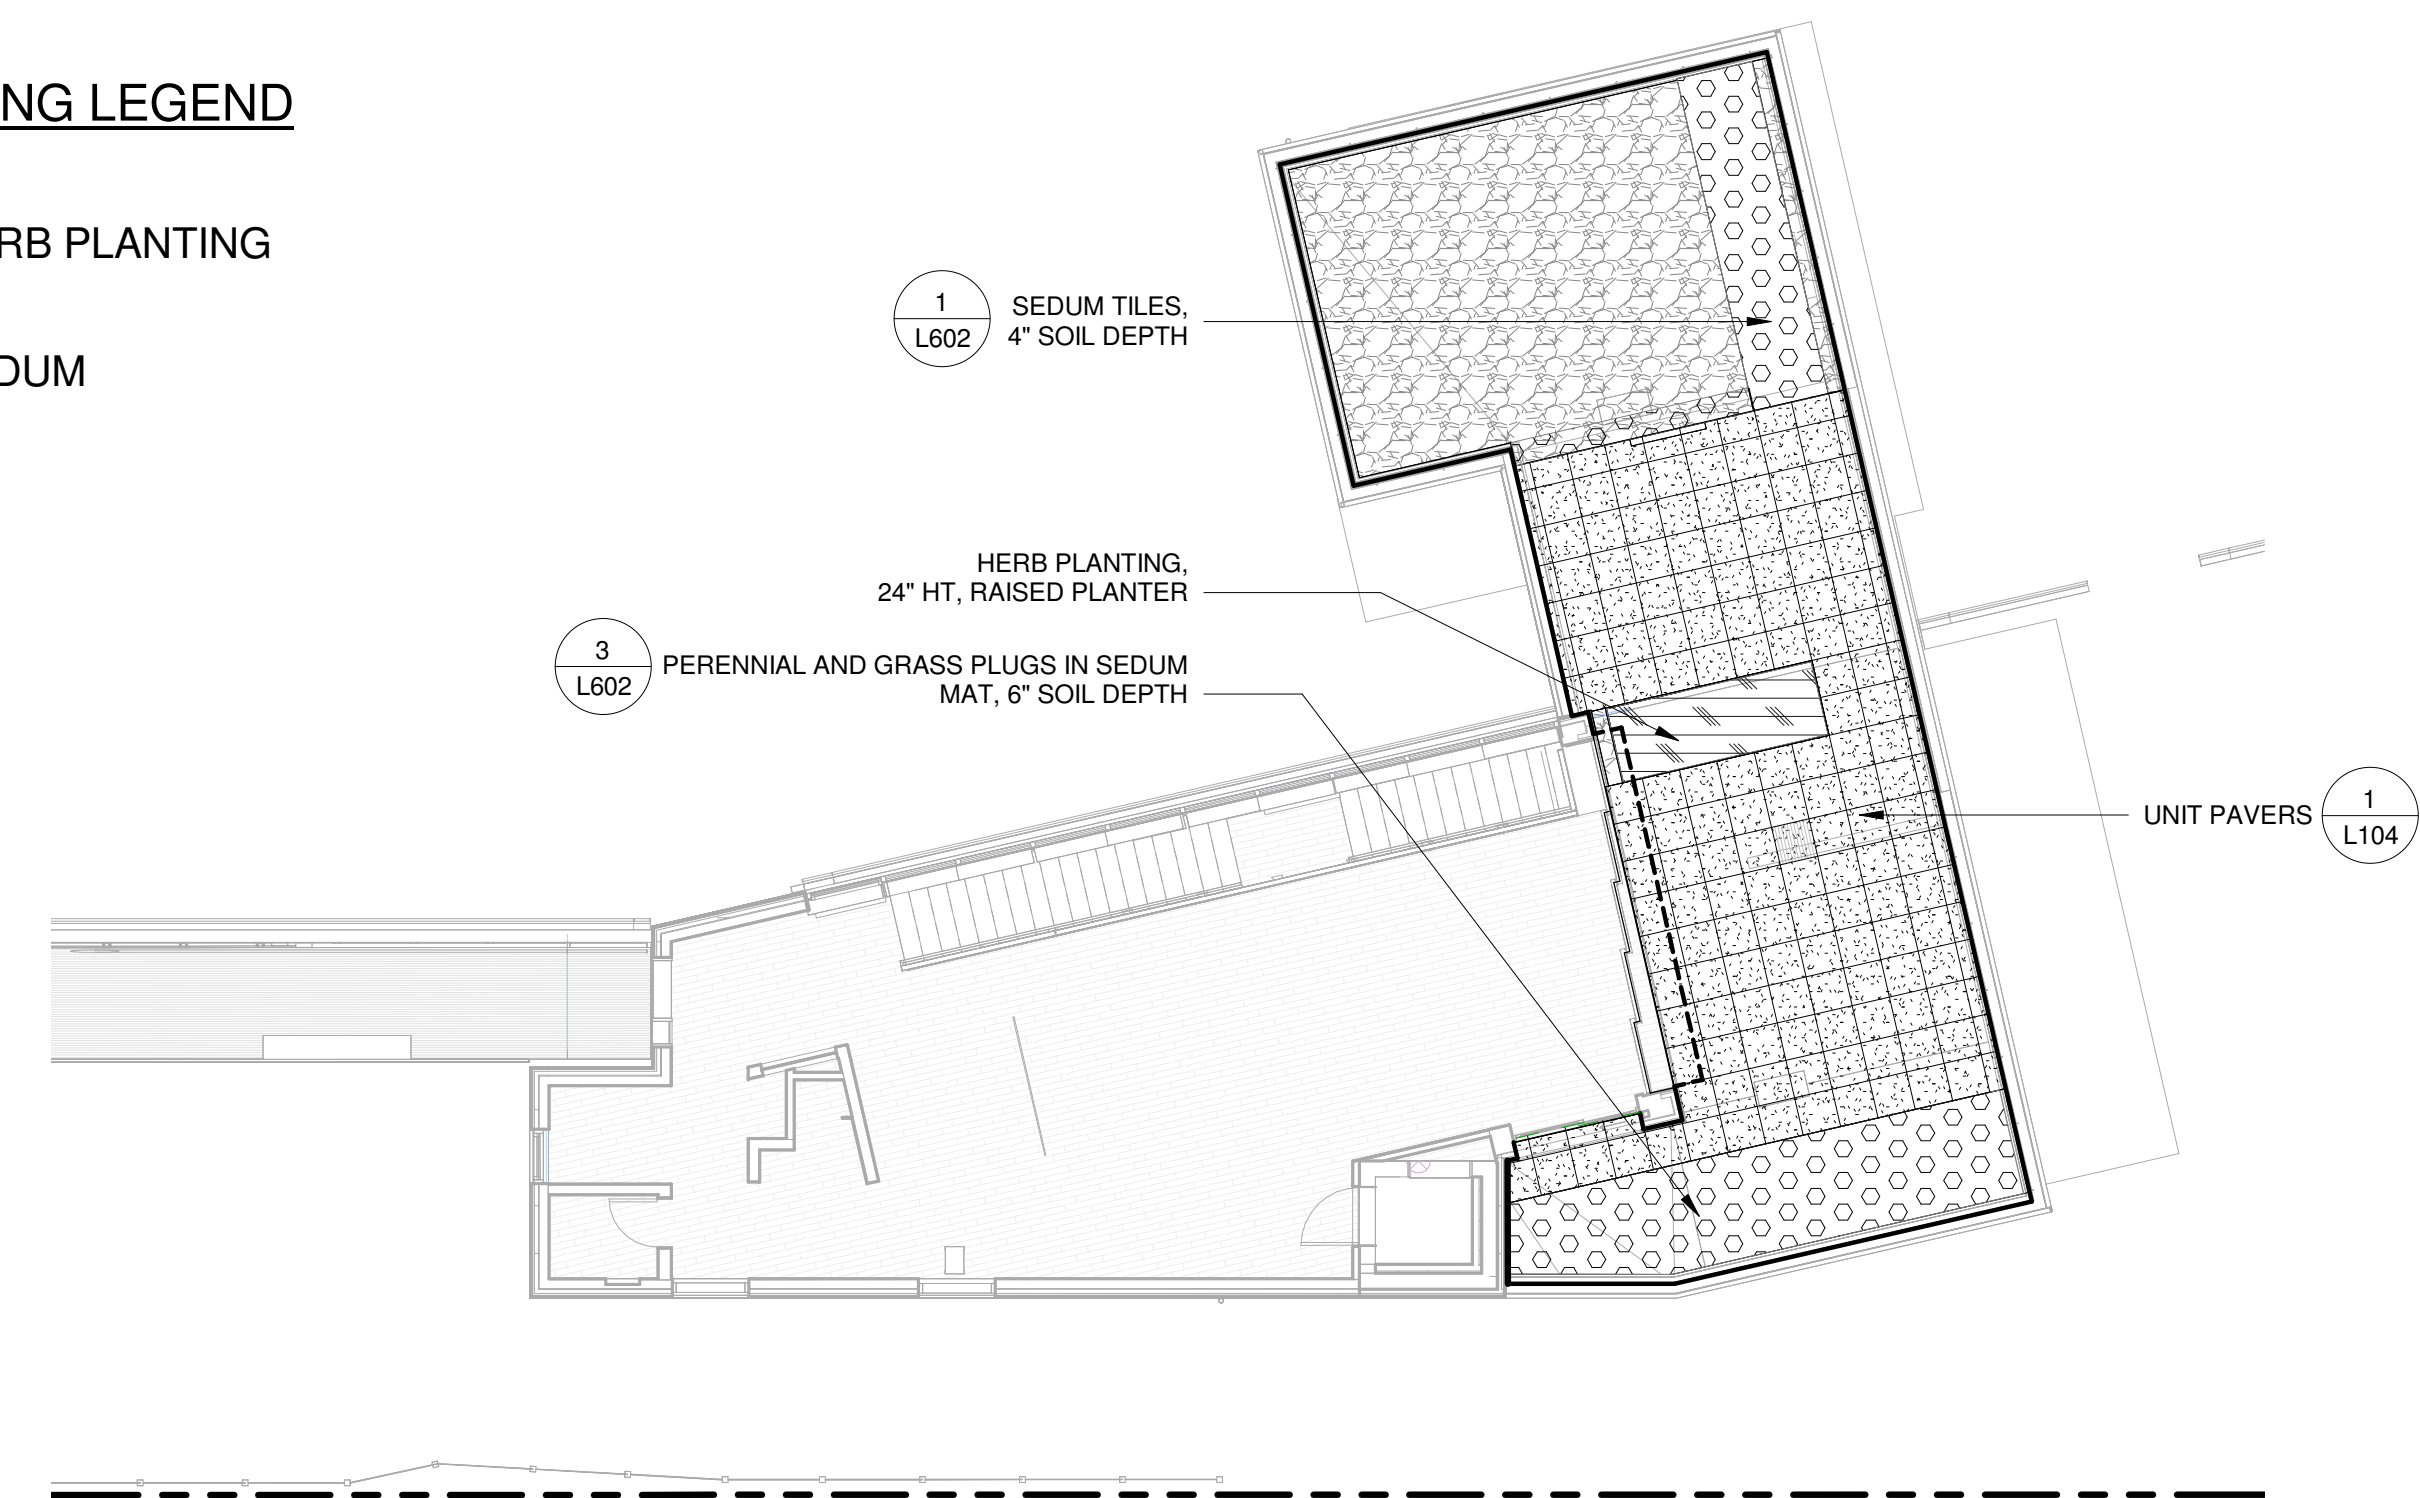 NG LEGEND
RB PLANTING
DUM
1
L602
SEDUM TILES,
4" SOIL DEPTH
HERB PLANTING,
24" HT, RAISED PLANTER
3
L602
PERENNIAL AND GRASS PLUGS IN SEDUM
MAT, 6" SOIL DEPTH
UNIT PAVERS
1
L104